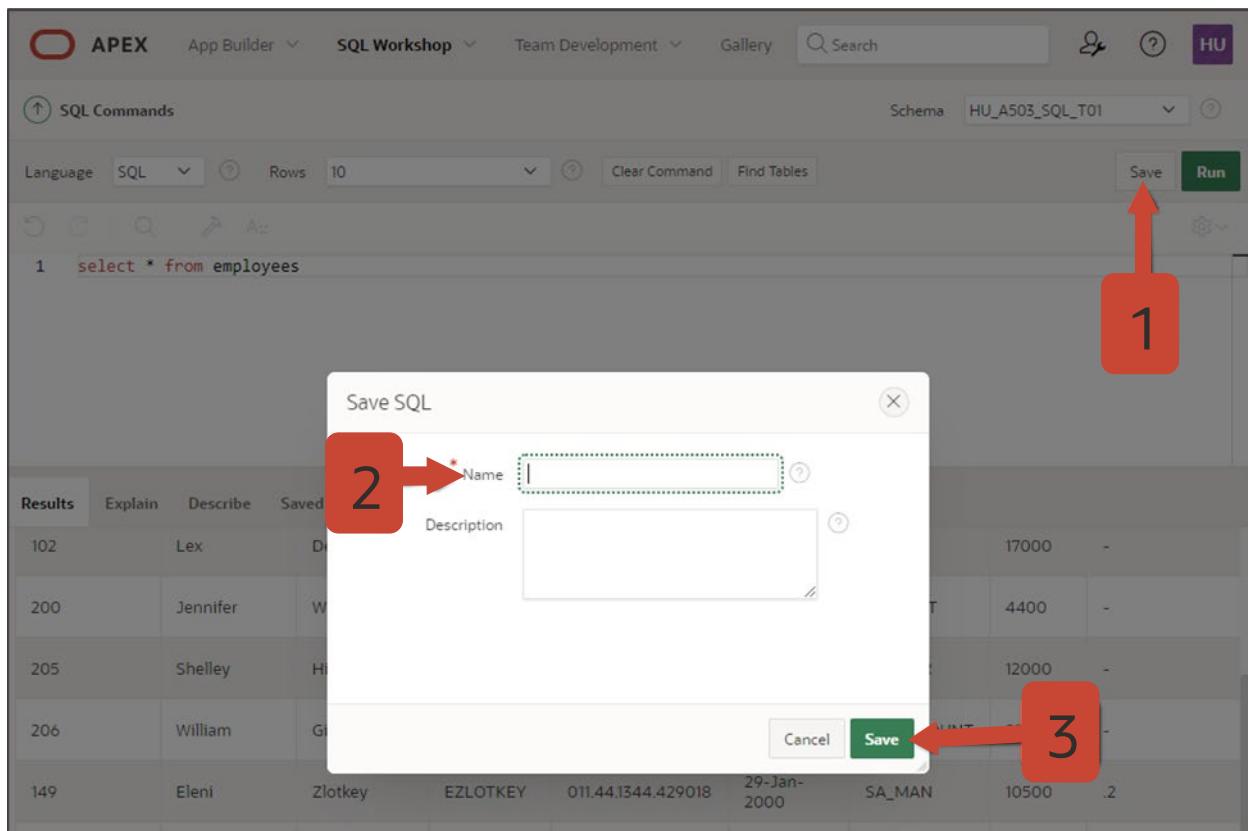 APEX App Builder SQL Workshop Team Development Gallery Search HU
SQL Commands Schema HU_A503_SQL_T01
Language SQL Rows 10 Clear Command Find Tables Save Run
1 select * from employees
1
Save SQL
2 * Name
Results Explain Describe Saved
Description
102 Lex 17000 -
200 Jennifer W T 4400 -
205 Shelley Hi 12000 -
206 William Gi -
Cancel Save 3
149 Eleni Zlotkey EZLOTKEY 011.44.1344.429018 29-Jan-2000 SA_MAN 10500 .2